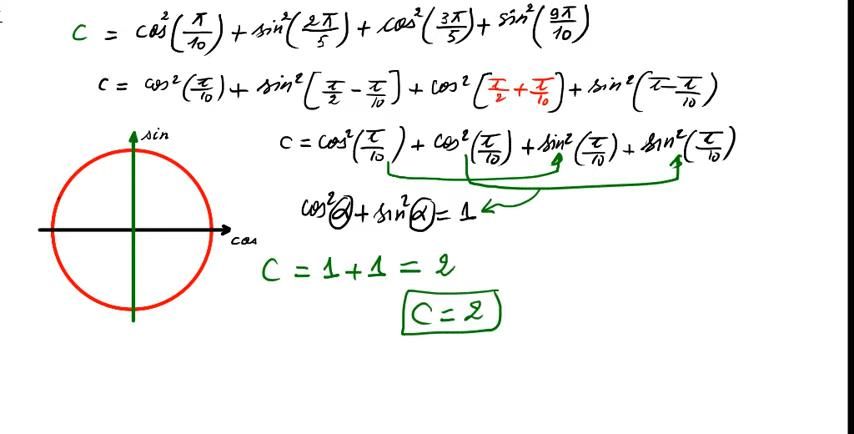 C = cos²(π/10) + sin²(2π/5) + cos²(3π/5) + sin²(9π/10)
C = cos²(π/10) + sin²[π/2 - π/10] + cos²[π/2 + π/10] + sin²(π - π/10)
sin
C = cos²(π/10) + cos²(π/10) + sin²(π/10) + sin²(π/10)
cos²α + sin²α = 1
cos
C = 1 + 1 = 2
C = 2